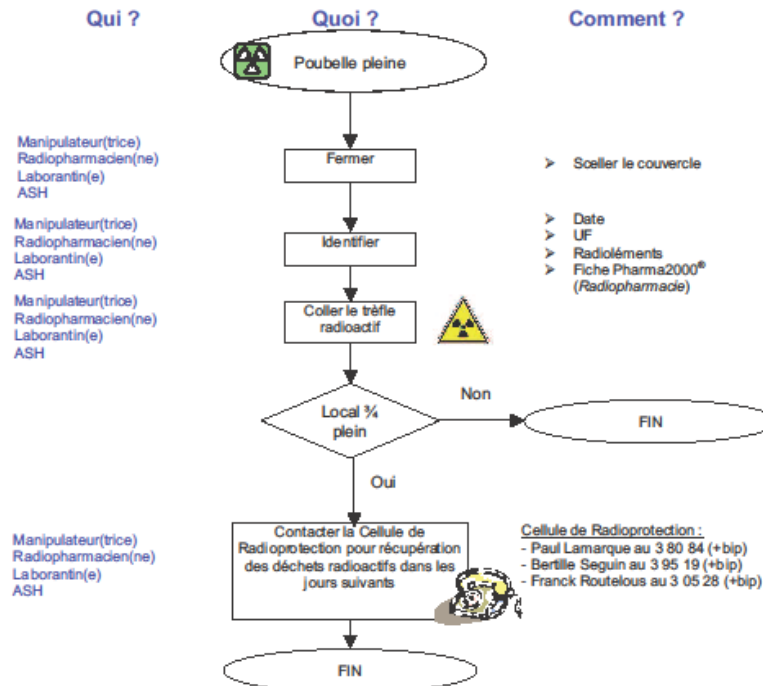 Qui ? Quoi ? Comment ?
Poubelle pleine
Manipulateur(trice)
Radiopharmacien(ne)
Laborantin(e)
ASH
Fermer
➢ Sœller le couvercle
Manipulateur(trice)
Radiopharmacien(ne)
Laborantin(e)
ASH
Identifier
➢ Date
➢ UF
➢ Radioléments
➢ Fiche Pharma2000®
(Radiopharmacie)
Manipulateur(trice)
Radiopharmacien(ne)
Laborantin(e)
ASH
Coller le trèfle
radioactif
Local ¾
plein
Non
FIN
Oui
Manipulateur(trice)
Radiopharmacien(ne)
Laborantin(e)
ASH
Contacter la Cellule de
Radioprotection pour récupération
des déchets radioactifs dans les
jours suivants
Cellule de Radioprotection :
- Paul Lamarque au 3 80 84 (+bip)
- Bertille Seguin au 3 95 19 (+bip)
- Franck Routelous au 3 05 28 (+bip)
FIN